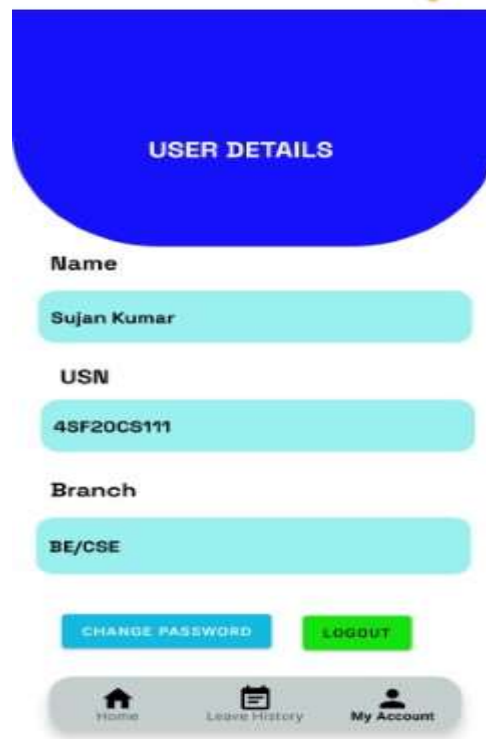 USER DETAILS
Name
Sujan Kumar
USN
4SF20CS111
Branch
BE/CSE
CHANGE PASSWORD LOGOUT
Home Leave History My Account